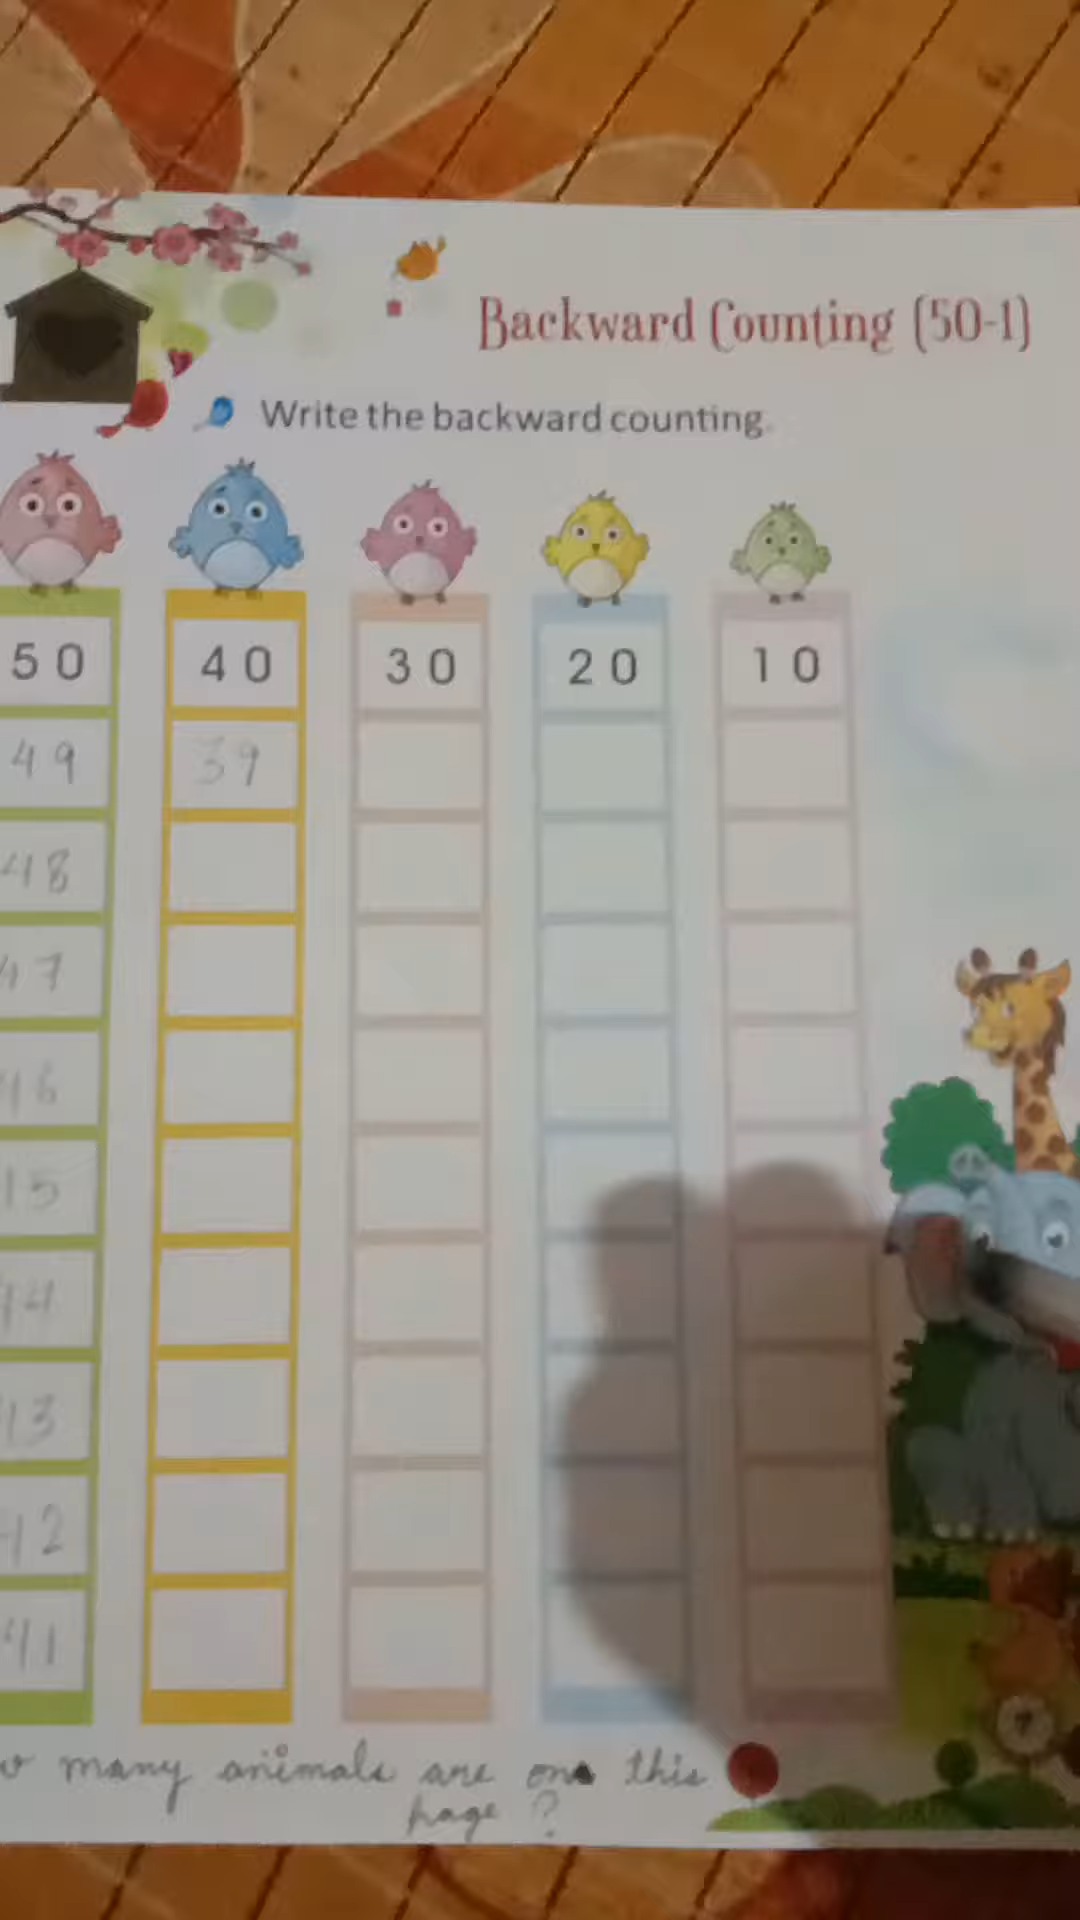 Backward Counting (50-1)
Write the backward counting.
50 40 30 20 10
49 39
48
47
46
45
44
43
42
41
many animals are on this
page ?